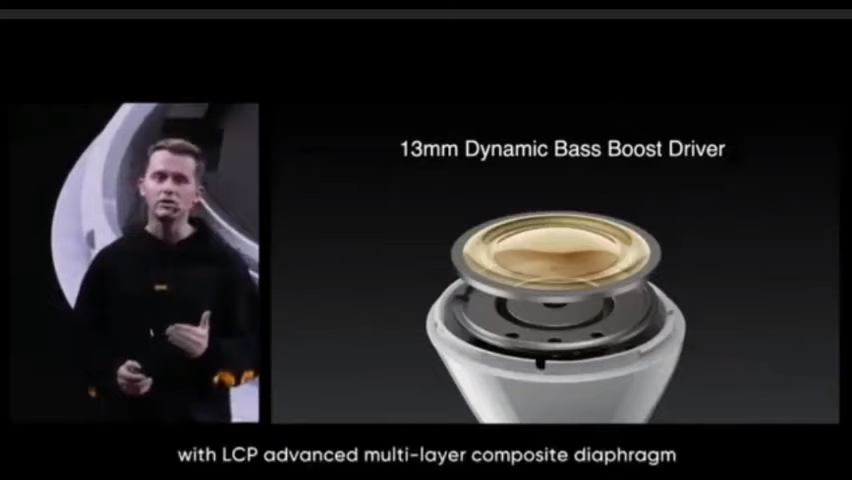 13mm Dynamic Bass Boost Driver
with LCP advanced multi-layer composite diaphragm